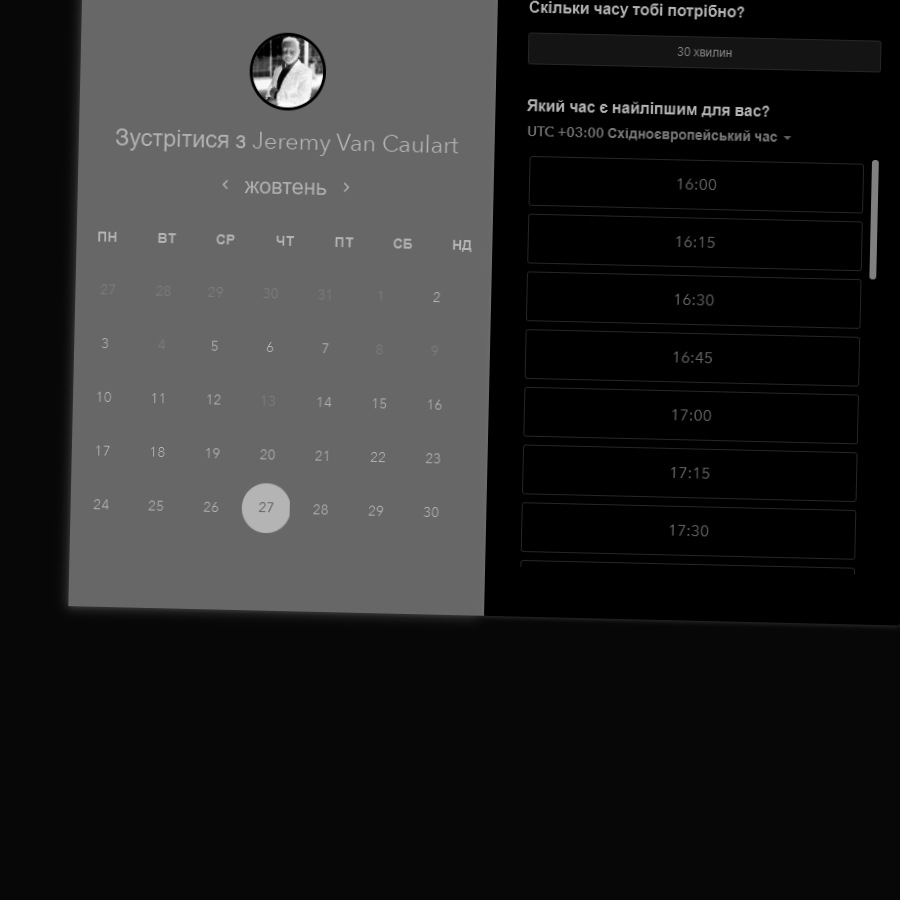 Зустрітися з Jeremy Van Caulart
жовтень
ПН ВТ СР ЧТ ПТ СБ НД
27 28 29 30 31 1 2
3 4 5 6 7 8 9
10 11 12 13 14 15 16
17 18 19 20 21 22 23
24 25 26 27 28 29 30
Скільки часу тобі потрібно?
30 хвилин
Який час є найліпшим для вас?
UTC +03:00 Східноєвропейський час
16:00
16:15
16:30
16:45
17:00
17:15
17:30